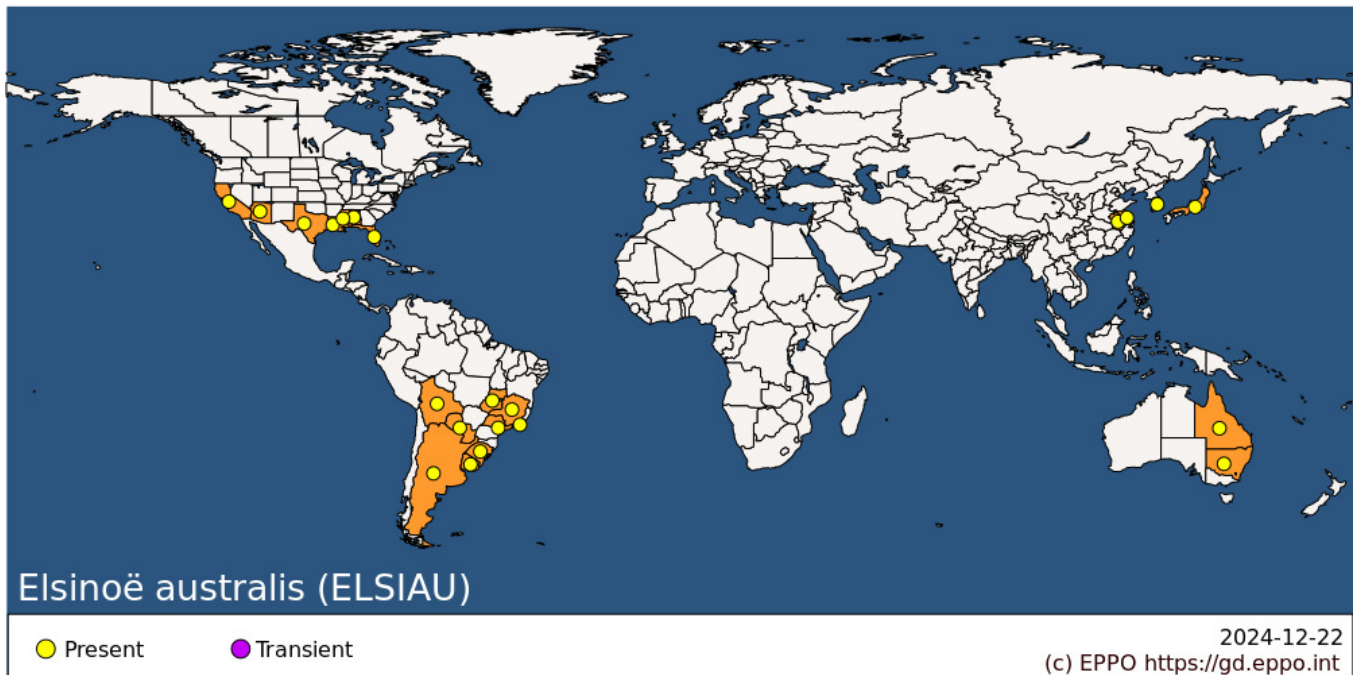 Elsinoë australis (ELSIAU)
Present
Transient
2024-12-22
(c) EPPO https://gd.eppo.int